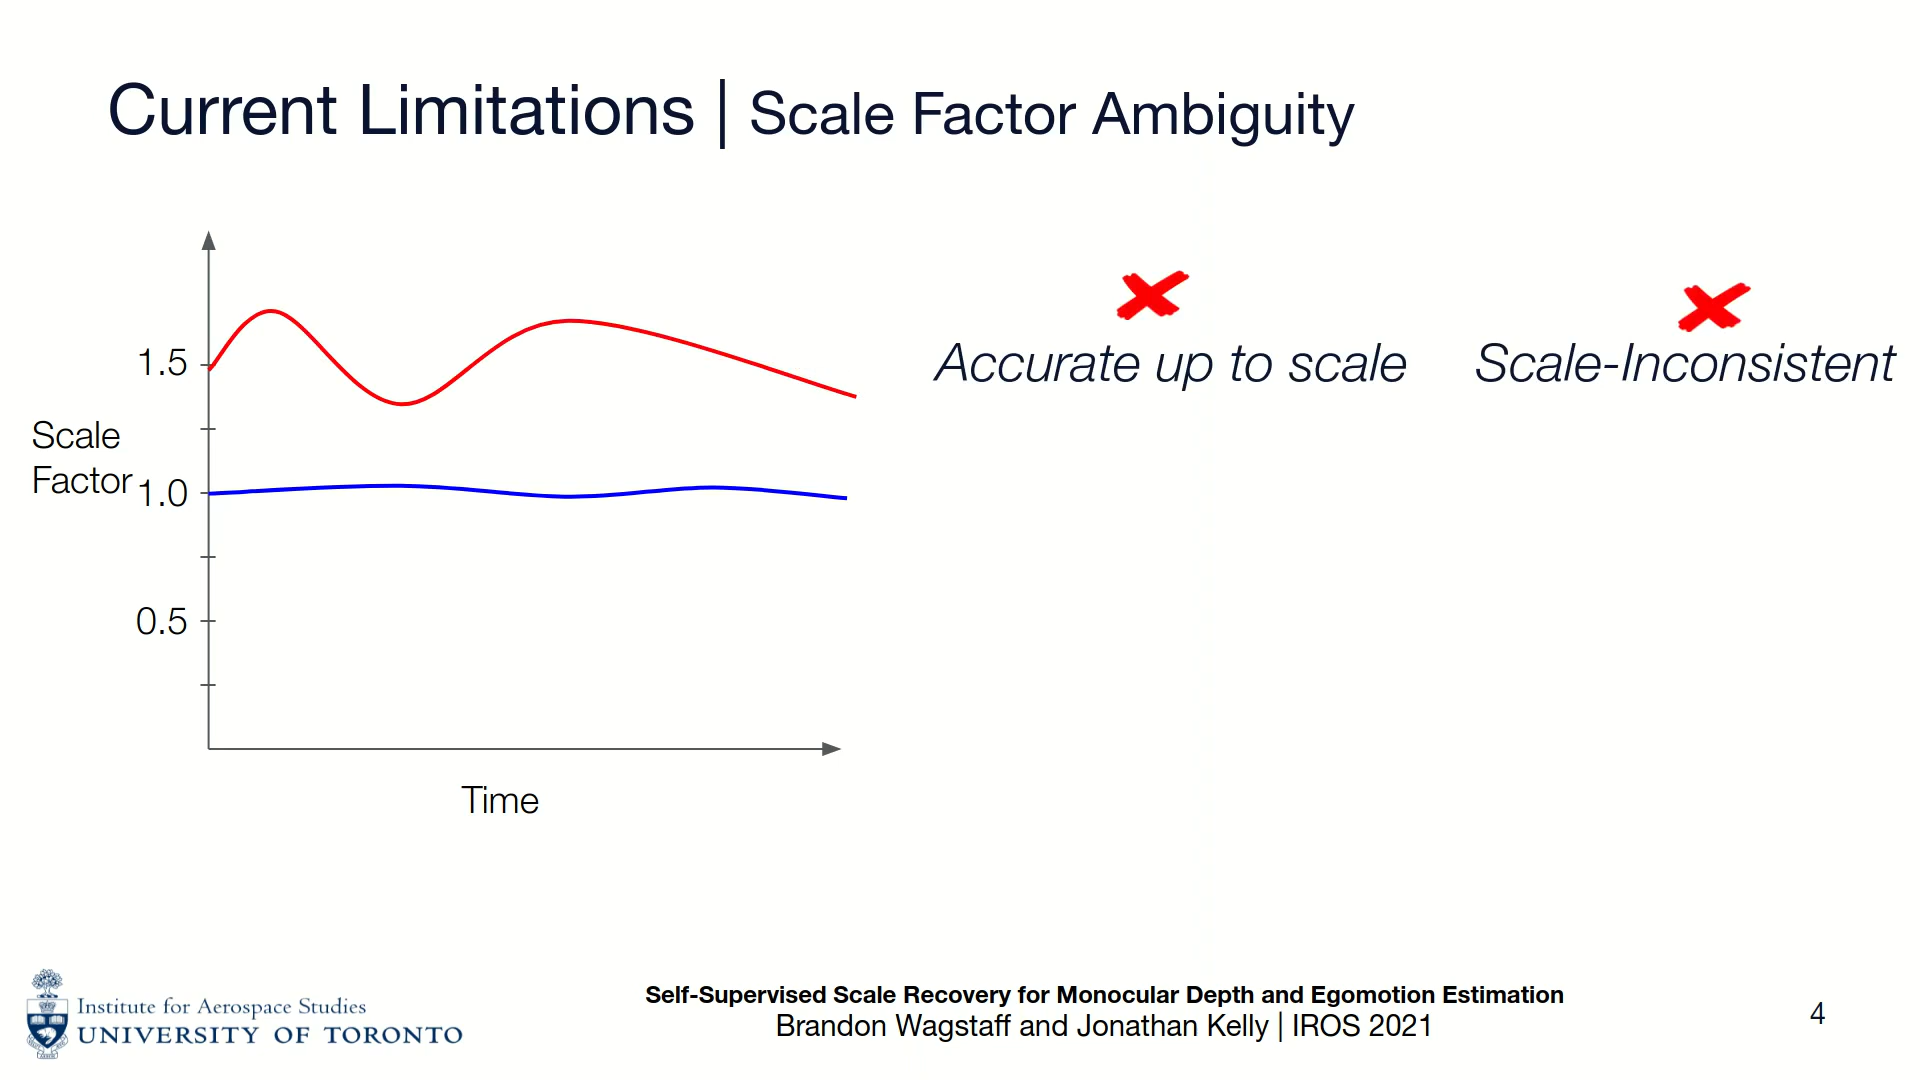 Current Limitations | Scale Factor Ambiguity
1.5
Scale
Factor
1.0
0.5
Time
Accurate up to scale
Scale-Inconsistent
Institute for Aerospace Studies
UNIVERSITY OF TORONTO
Self-Supervised Scale Recovery for Monocular Depth and Egomotion Estimation
Brandon Wagstaff and Jonathan Kelly | IROS 2021
4